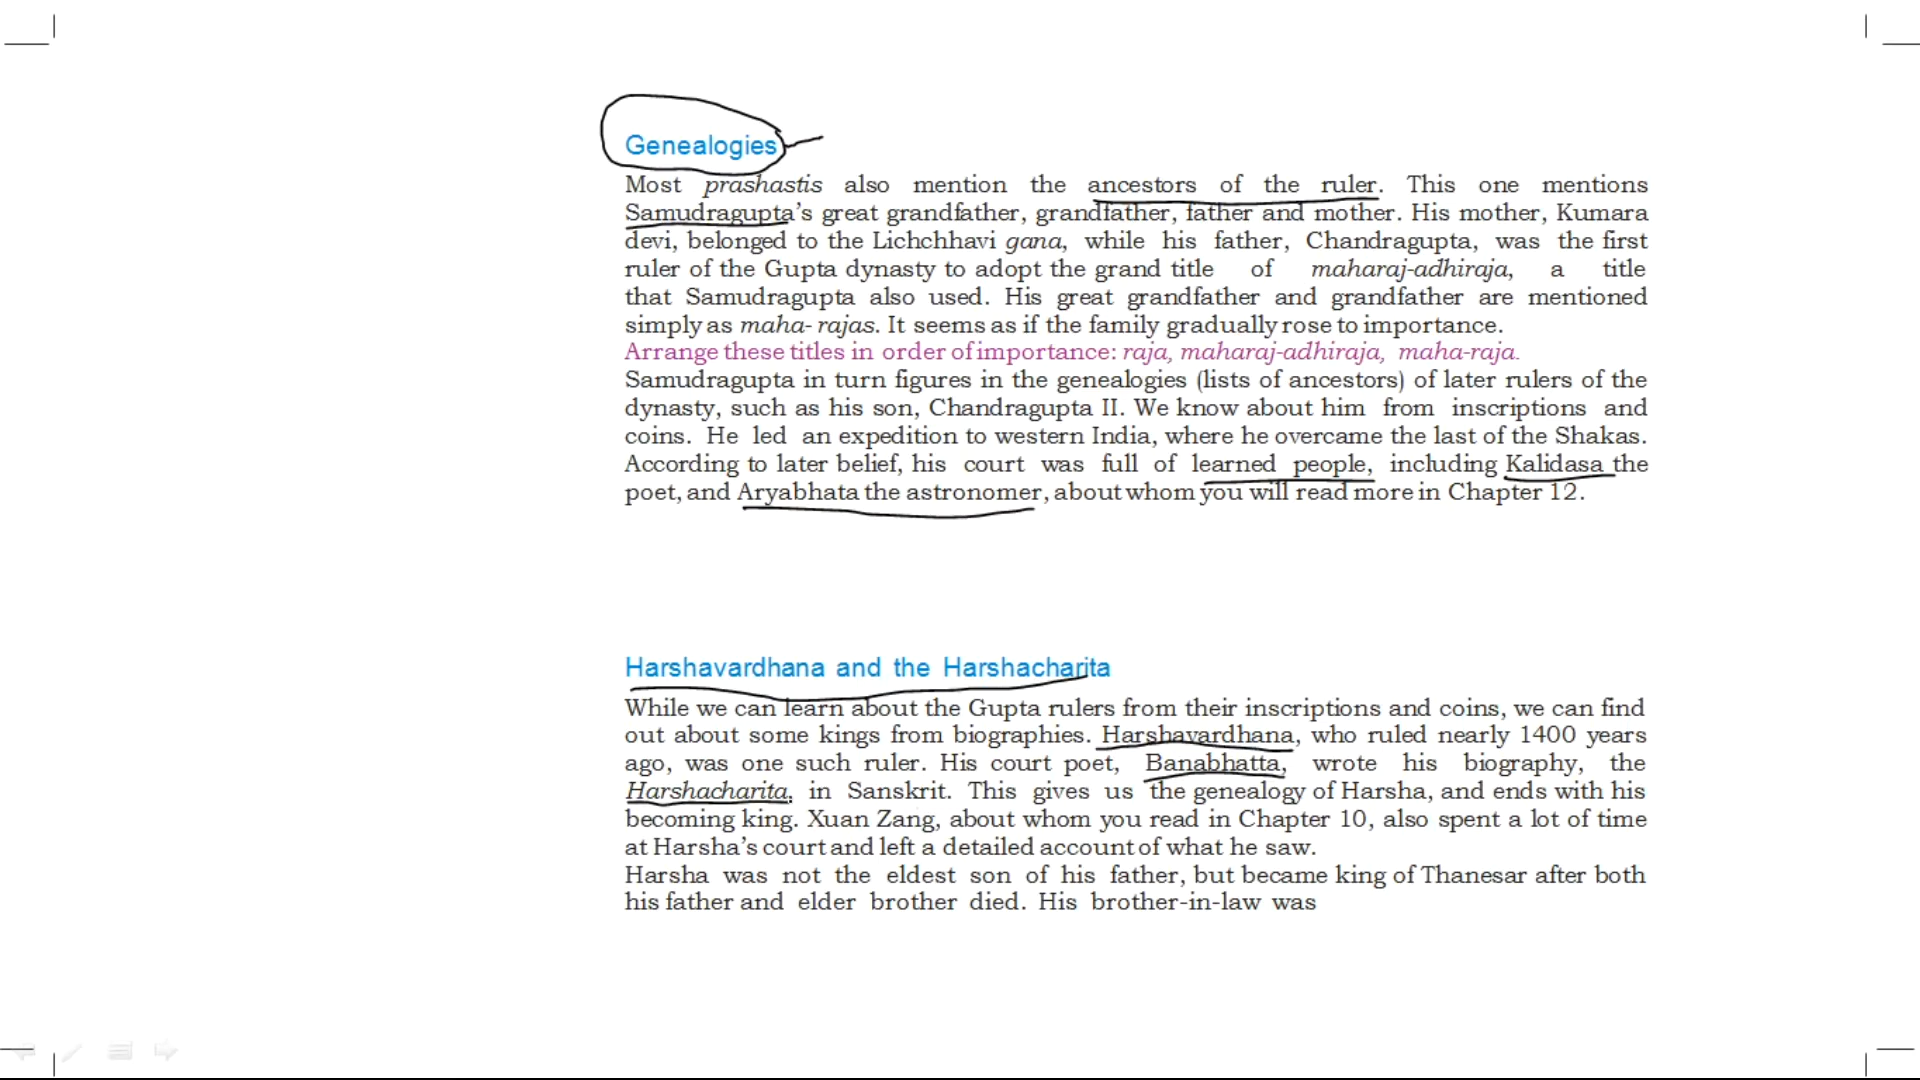 Genealogies
Most prashastis also mention the ancestors of the ruler. This one mentions
Samudragupta’s great grandfather, grandfather, father and mother. His mother, Kumara
devi, belonged to the Lichchhavi gana, while his father, Chandragupta, was the first
ruler of the Gupta dynasty to adopt the grand title of maharaj-adhiraja, a title
that Samudragupta also used. His great grandfather and grandfather are mentioned
simply as maha- rajas. It seems as if the family gradually rose to importance.
Arrange these titles in order of importance: raja, maharaj-adhiraja, maha-raja.
Samudragupta in turn figures in the genealogies (lists of ancestors) of later rulers of the
dynasty, such as his son, Chandragupta II. We know about him from inscriptions and
coins. He led an expedition to western India, where he overcame the last of the Shakas.
According to later belief, his court was full of learned people, including Kalidasa the
poet, and Aryabhata the astronomer, about whom you will read more in Chapter 12.
Harshavardhana and the Harshacharita
While we can learn about the Gupta rulers from their inscriptions and coins, we can find
out about some kings from biographies. Harshavardhana, who ruled nearly 1400 years
ago, was one such ruler. His court poet, Banabhatta, wrote his biography, the
Harshacharita, in Sanskrit. This gives us the genealogy of Harsha, and ends with his
becoming king. Xuan Zang, about whom you read in Chapter 10, also spent a lot of time
at Harsha’s court and left a detailed account of what he saw.
Harsha was not the eldest son of his father, but became king of Thanesar after both
his father and elder brother died. His brother-in-law was